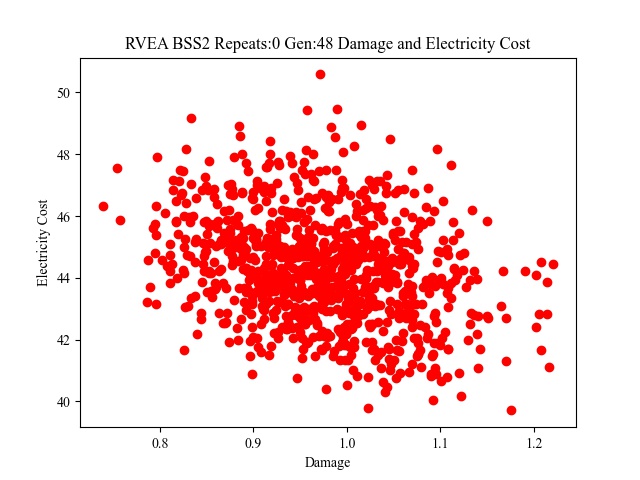 RVEA BSS2 Repeats:0 Gen:48 Damage and Electricity Cost
50
48
46
44
42
40
Electricity Cost
0.8 0.9 1.0 1.1 1.2
Damage